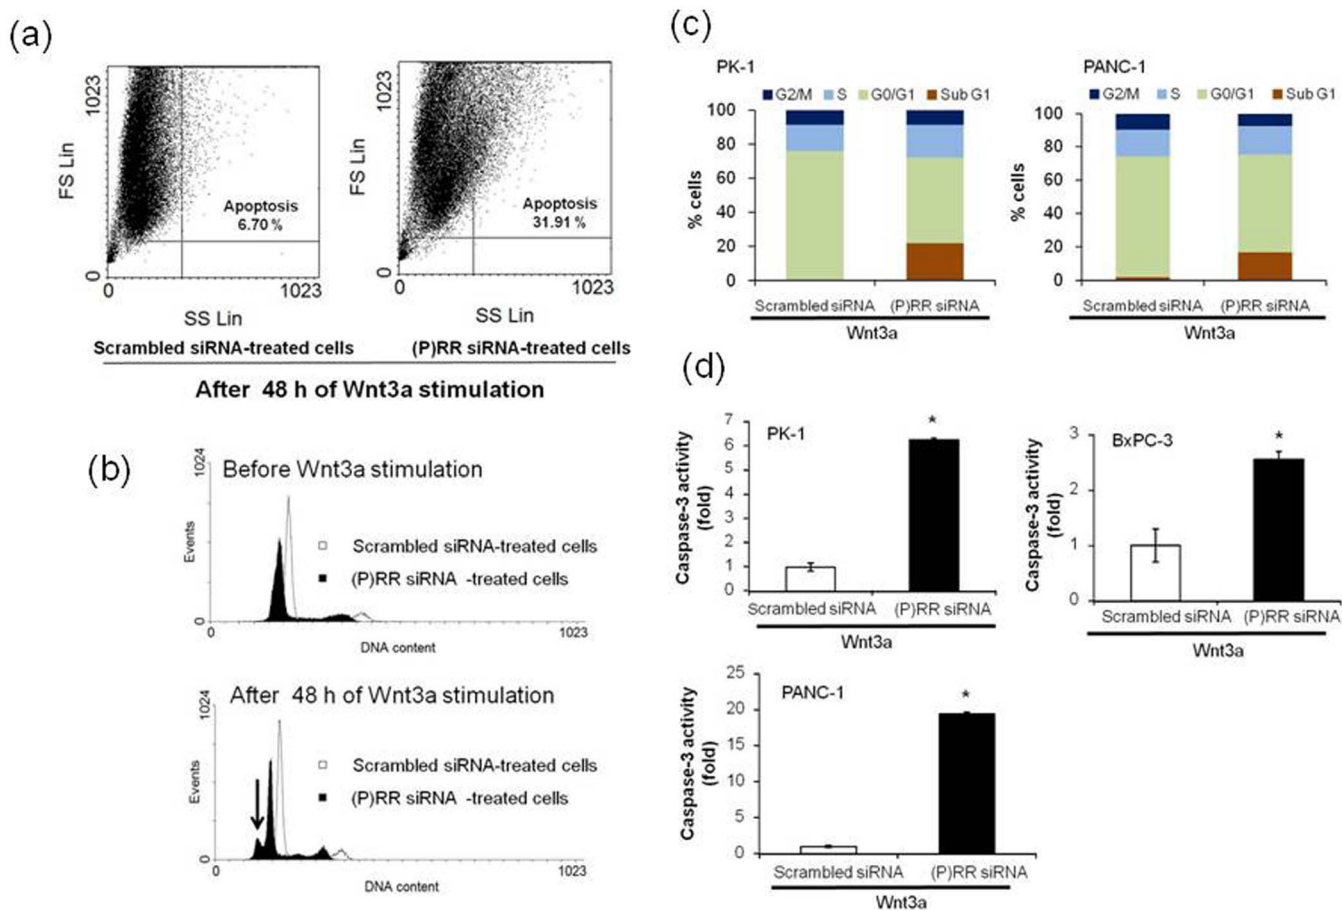 (a)
1023
FS Lin
0
Apoptosis
6.70 %
0
1023
SS Lin
Scrambled siRNA-treated cells
1023
FS Lin
0
Apoptosis
31.91 %
0
1023
SS Lin
(P)RR siRNA-treated cells
After 48 h of Wnt3a stimulation
(b)
1024
Events
0
Before Wnt3a stimulation
Scrambled siRNA-treated cells
(P)RR siRNA -treated cells
0
1023
DNA content
1024
Events
0
After 48 h of Wnt3a stimulation
Scrambled siRNA-treated cells
(P)RR siRNA -treated cells
0
1023
DNA content
(c)
PK-1
G2/M S G0/G1 Sub G1
% cells
100
80
60
40
20
0
Scrambled siRNA (P)RR siRNA
Wnt3a
PANC-1
G2/M S G0/G1 Sub G1
% cells
100
80
60
40
20
0
Scrambled siRNA (P)RR siRNA
Wnt3a
(d)
PK-1
Caspase-3 activity
(fold)
7
6
5
4
3
2
1
0
*
Scrambled siRNA (P)RR siRNA
Wnt3a
BxPC-3
Caspase-3 activity
(fold)
3
2
1
0
*
Scrambled siRNA (P)RR siRNA
Wnt3a
PANC-1
Caspase-3 activity
(fold)
25
20
15
10
5
0
*
Scrambled siRNA (P)RR siRNA
Wnt3a